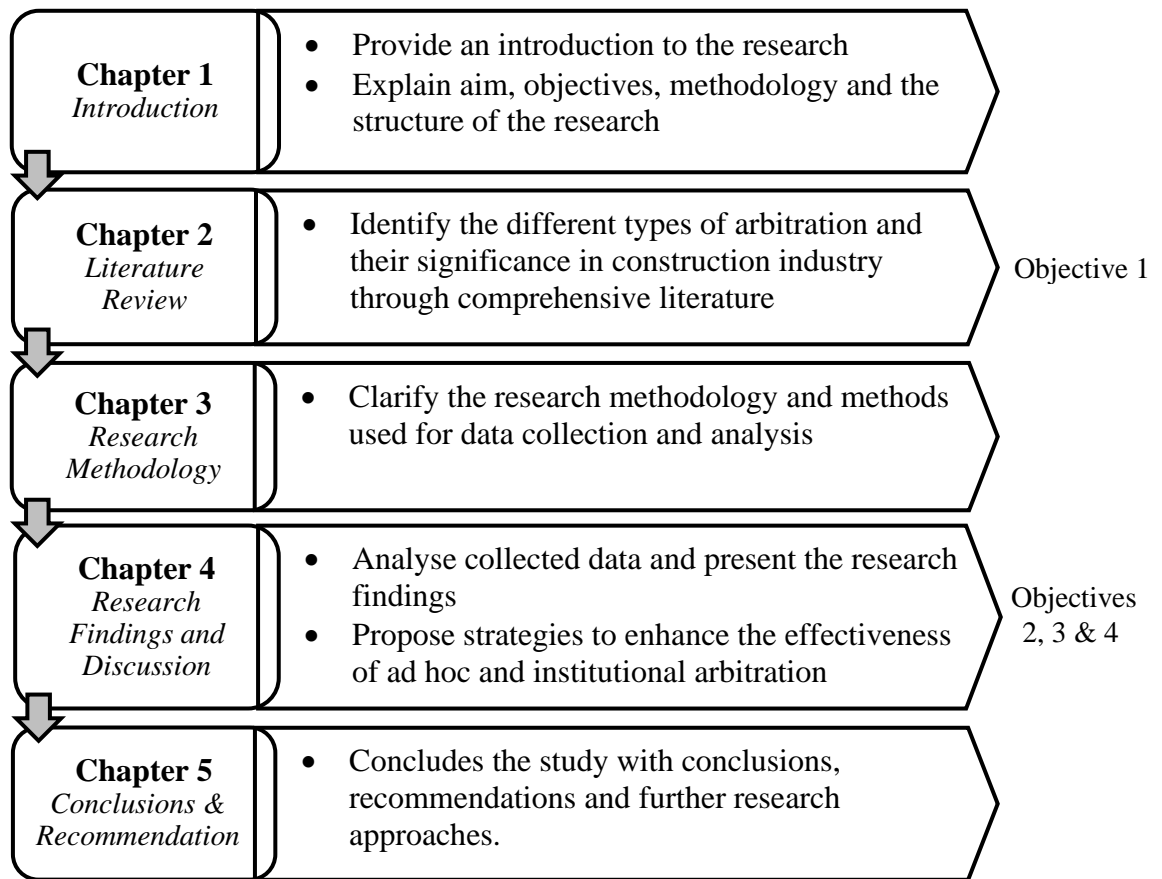 Chapter 1
Introduction
• Provide an introduction to the research
• Explain aim, objectives, methodology and the
structure of the research
Chapter 2
Literature
Review
• Identify the different types of arbitration and
their significance in construction industry
through comprehensive literature
Objective 1
Chapter 3
Research
Methodology
• Clarify the research methodology and methods
used for data collection and analysis
Chapter 4
Research
Findings and
Discussion
• Analyse collected data and present the research
findings
• Propose strategies to enhance the effectiveness
of ad hoc and institutional arbitration
Objectives
2, 3 & 4
Chapter 5
Conclusions &
Recommendation
• Concludes the study with conclusions,
recommendations and further research
approaches.